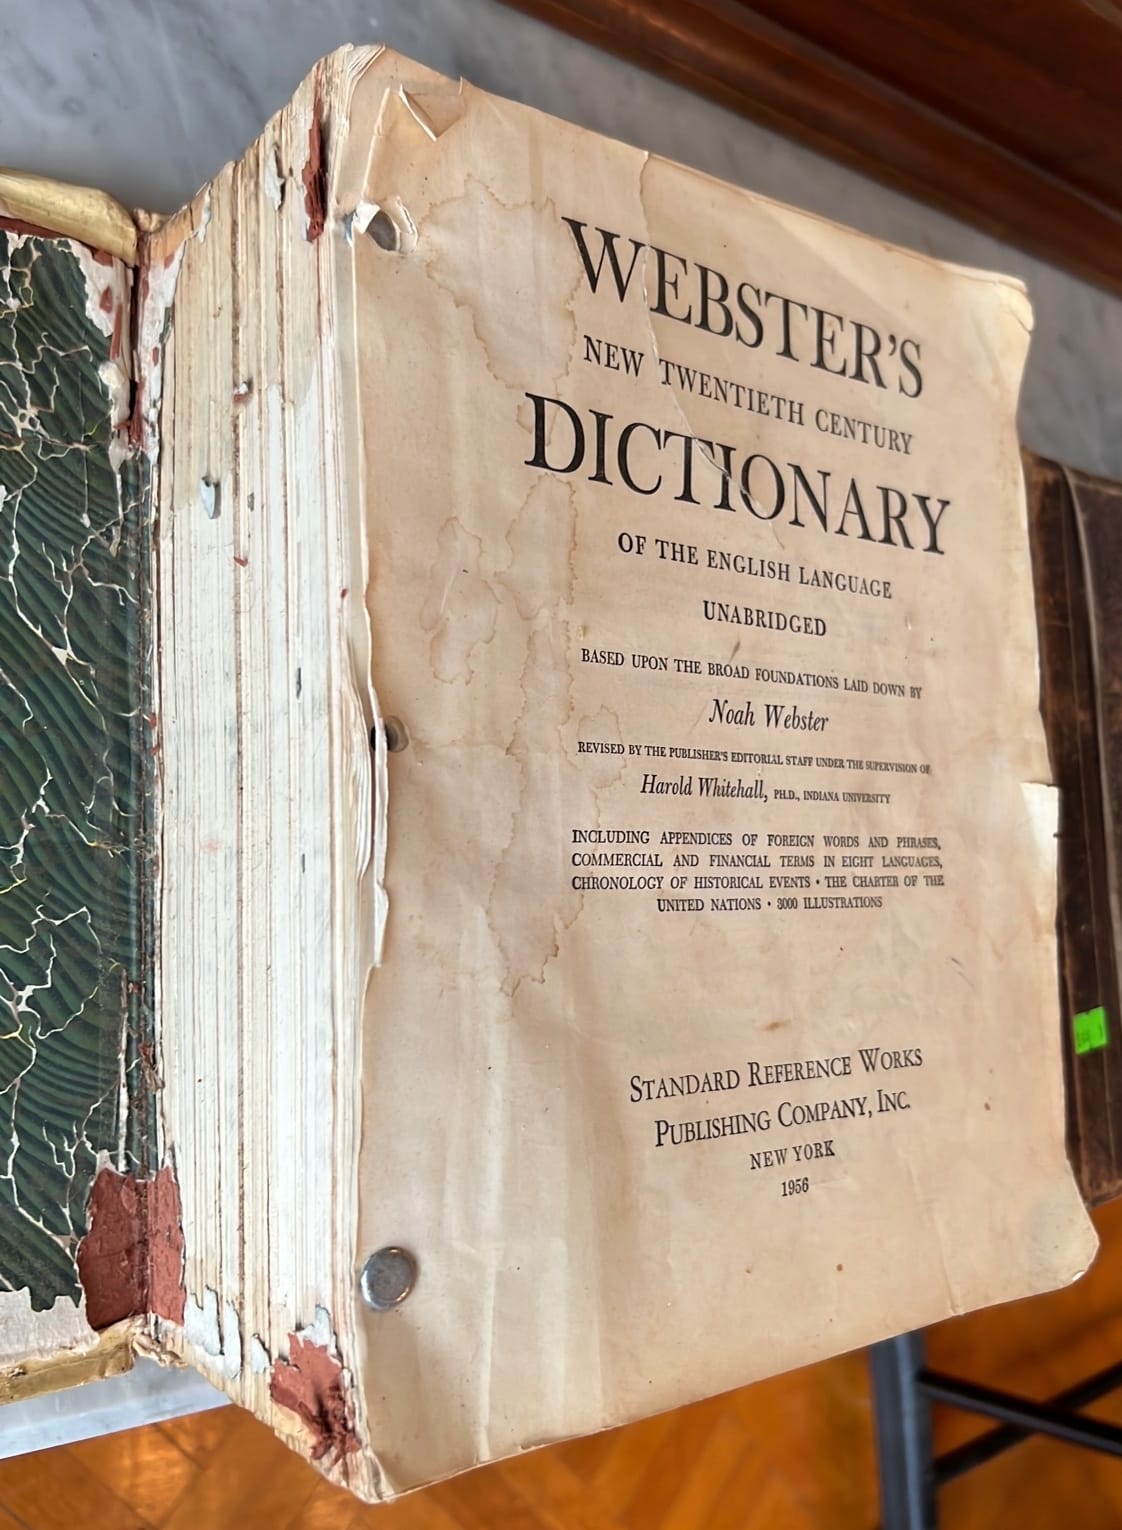 WEBSTER'S
NEW TWENTIETH CENTURY
DICTIONARY
OF THE ENGLISH LANGUAGE
UNABRIDGED
BASED UPON THE BROAD FOUNDATIONS LAID DOWN BY
Noah Webster
REVISED BY THE PUBLISHER'S EDITORIAL STAFF UNDER THE SUPERVISION OF
Harold Whitehall, PH.D., INDIANA UNIVERSITY
INCLUDING APPENDICES OF FOREIGN WORDS AND PHRASES,
COMMERCIAL AND FINANCIAL TERMS IN EIGHT LANGUAGES,
CHRONOLOGY OF HISTORICAL EVENTS • THE CHARTER OF THE
UNITED NATIONS • 3000 ILLUSTRATIONS
STANDARD REFERENCE WORKS
PUBLISHING COMPANY, INC.
NEW YORK
1956